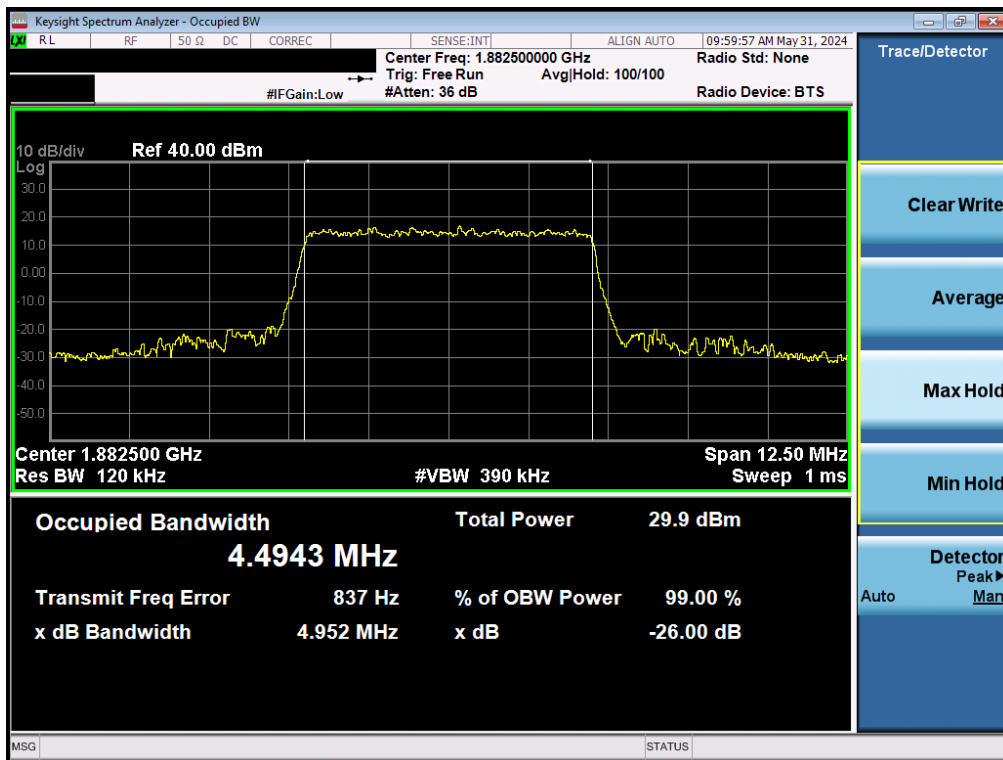 Keysight Spectrum Analyzer - Occupied BW
LXI RL RF 50 Ω DC CORREC SENSE:INT ALIGN AUTO 09:59:57 AM May 31, 2024
Center Freq: 1.882500000 GHz Radio Std: None
Trig: Free Run Avg|Hold: 100/100
#IFGain:Low #Atten: 36 dB Radio Device: BTS
Trace/Detector
10 dB/div Ref 40.00 dBm
Log
30.0
20.0
10.0
0.00
-10.0
-20.0
-30.0
-40.0
-50.0
Center 1.882500 GHz Span 12.50 MHz
Res BW 120 kHz #VBW 390 kHz Sweep 1 ms
Occupied Bandwidth Total Power 29.9 dBm
4.4943 MHz
Transmit Freq Error 837 Hz % of OBW Power 99.00 %
x dB Bandwidth 4.952 MHz x dB -26.00 dB
Clear Write
Average
Max Hold
Min Hold
Detector
Peak▶
Auto Man
MSG STATUS